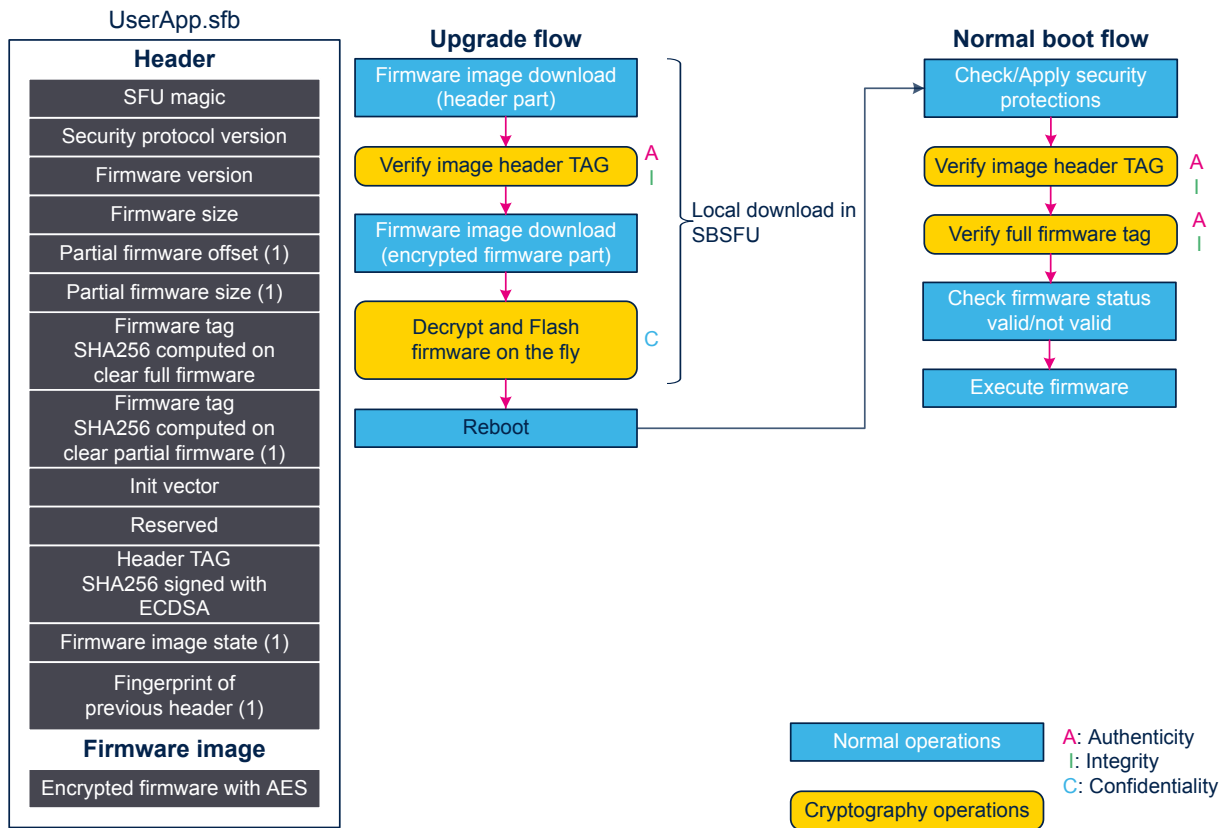 UserApp.sfb
Header
SFU magic
Security protocol version
Firmware version
Firmware size
Partial firmware offset (1)
Partial firmware size (1)
Firmware tag
SHA256 computed on
clear full firmware
Firmware tag
SHA256 computed on
clear partial firmware (1)
Init vector
Reserved
Header TAG
SHA256 signed with
ECDSA
Firmware image state (1)
Fingerprint of
previous header (1)
Firmware image
Encrypted firmware with AES
Upgrade flow
Firmware image download
(header part)
Verify image header TAG
A
I
Firmware image download
(encrypted firmware part)
Decrypt and Flash
firmware on the fly
C
Reboot
Local download in
SBSFU
Normal boot flow
Check/Apply security
protections
Verify image header TAG
A
I
Verify full firmware tag
A
I
Check firmware status
valid/not valid
Execute firmware
Normal operations
Cryptography operations
A: Authenticity
I: Integrity
C: Confidentiality